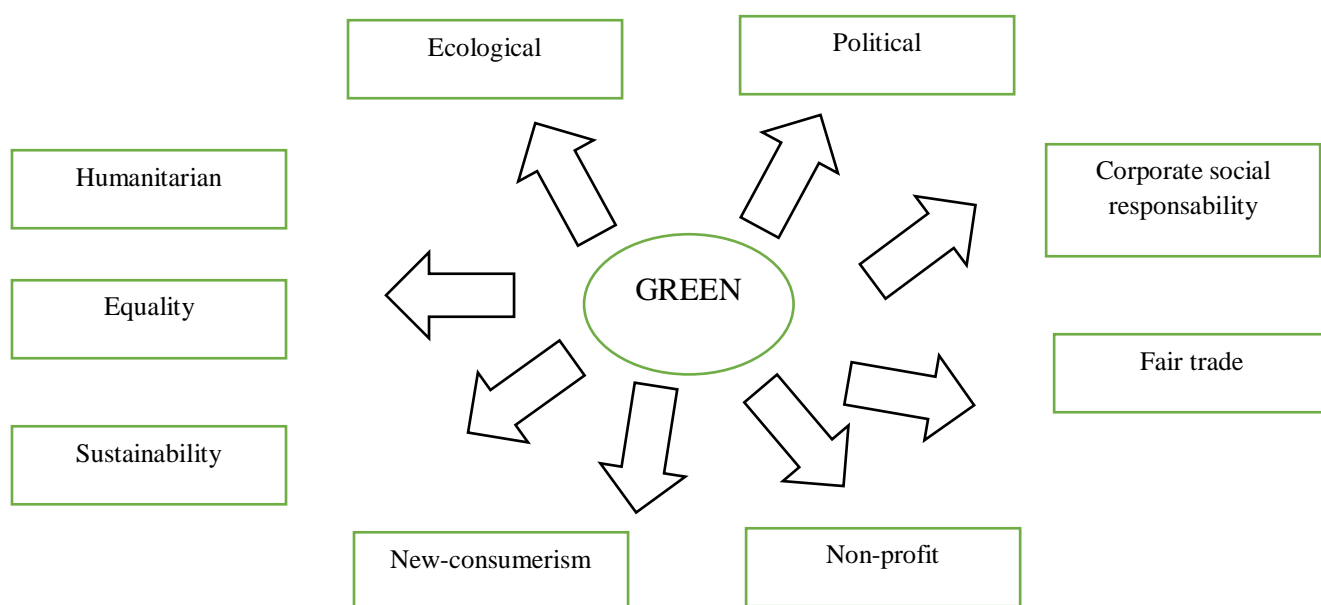 Ecological
Political
Humanitarian
Corporate social
responsability
Equality
GREEN
Fair trade
Sustainability
New-consumerism
Non-profit